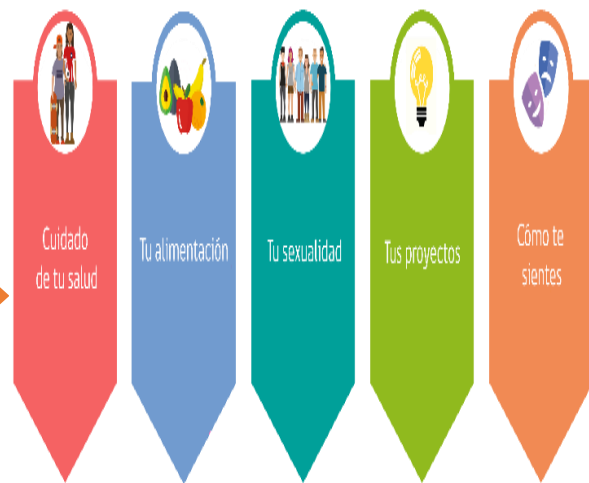 Cuidado
de tu salud
Tu alimentación
Tu sexualidad
Tus proyectos
Cómo te
sientes